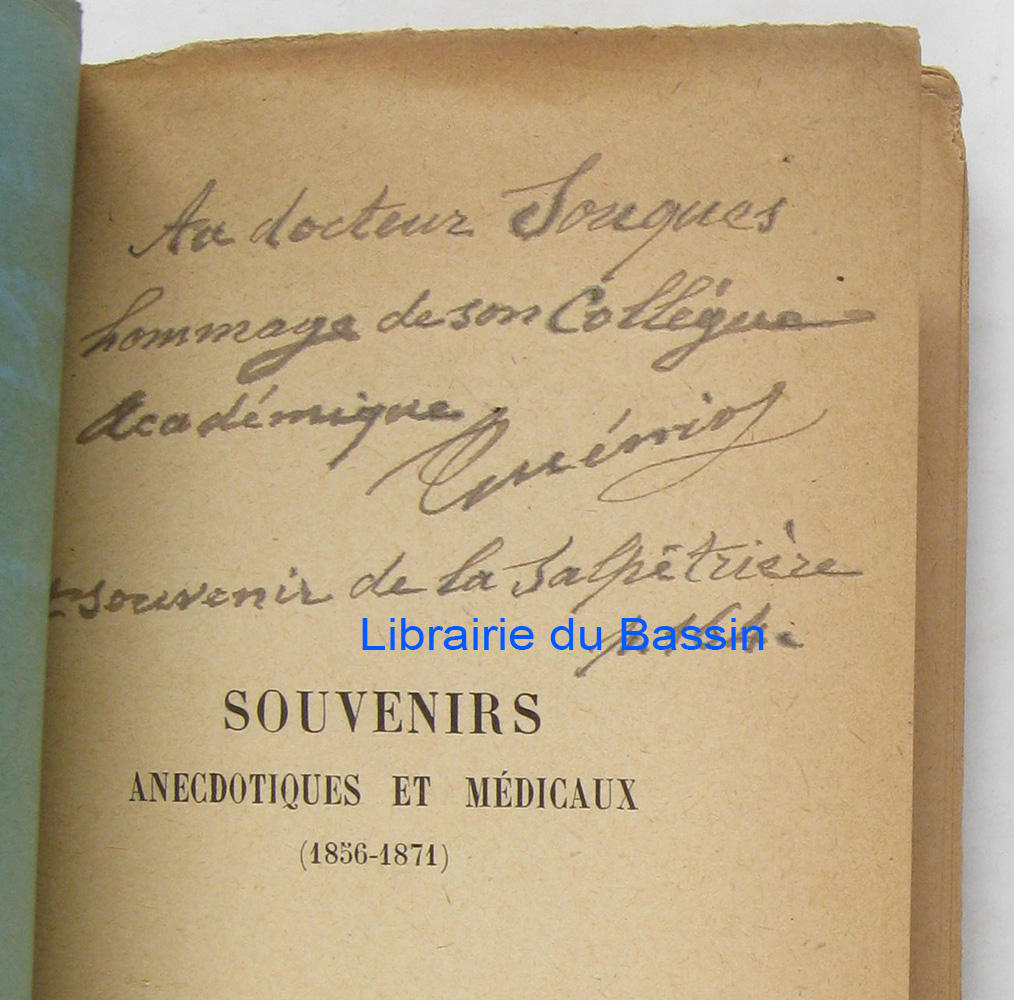 Au docteur Souques
hommage de son Collègue
Académique Guéniot
souvenir de la Salpêtrière
Librairie du Bassin
SOUVENIRS
ANECDOTIQUES ET MÉDICAUX
(1856-1871)